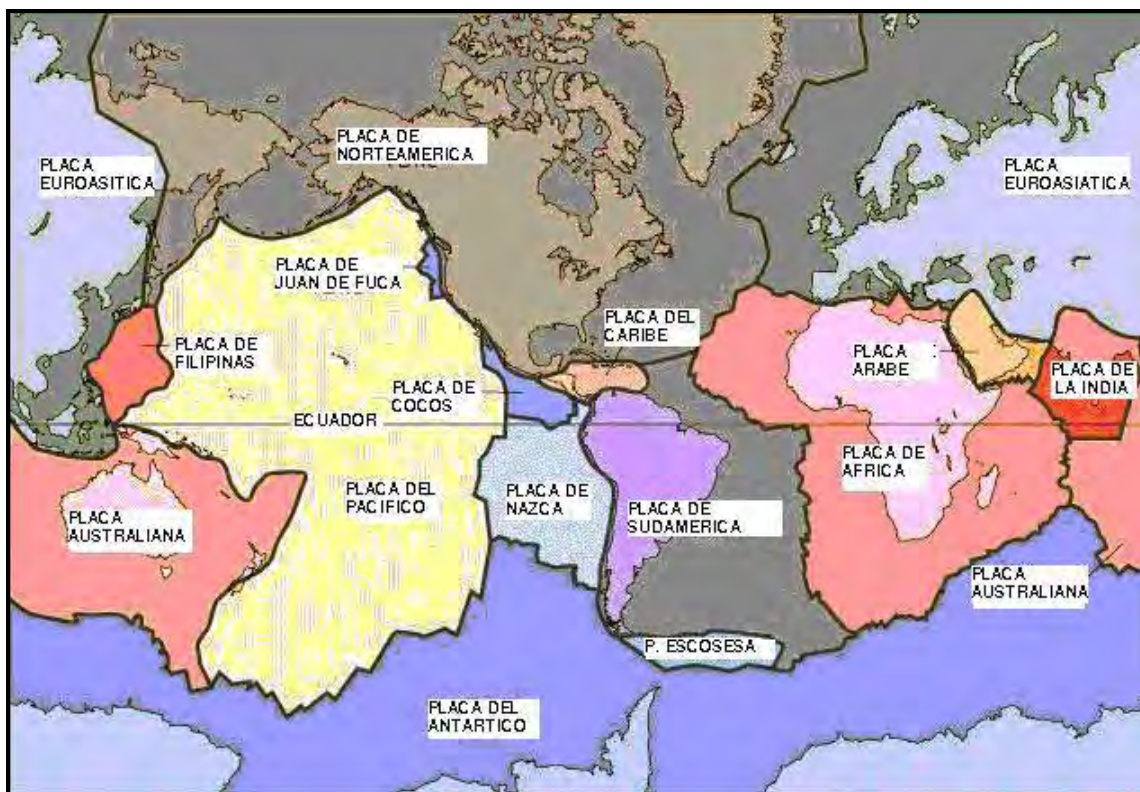 PLACA DE
NORTEAMERICA
PLACA
EUROASITICA
PLACA
EUROASIATICA
PLACA DE
JUAN DE FUCA
PLACA DEL
CARIBE
PLACA DE
FILIPINAS
PLACA
ARABE
PLACA DE
LA INDIA
PLACA DE
COCOS
ECUADOR
PLACA DE
AFRICA
PLACA DEL
PACIFICO
PLACA DE
NAZCA
PLACA DE
SUDAMERICA
PLACA
AUSTRALIANA
PLACA
AUSTRALIANA
P. ESCOSESA
PLACA DEL
ANTÁRTICO